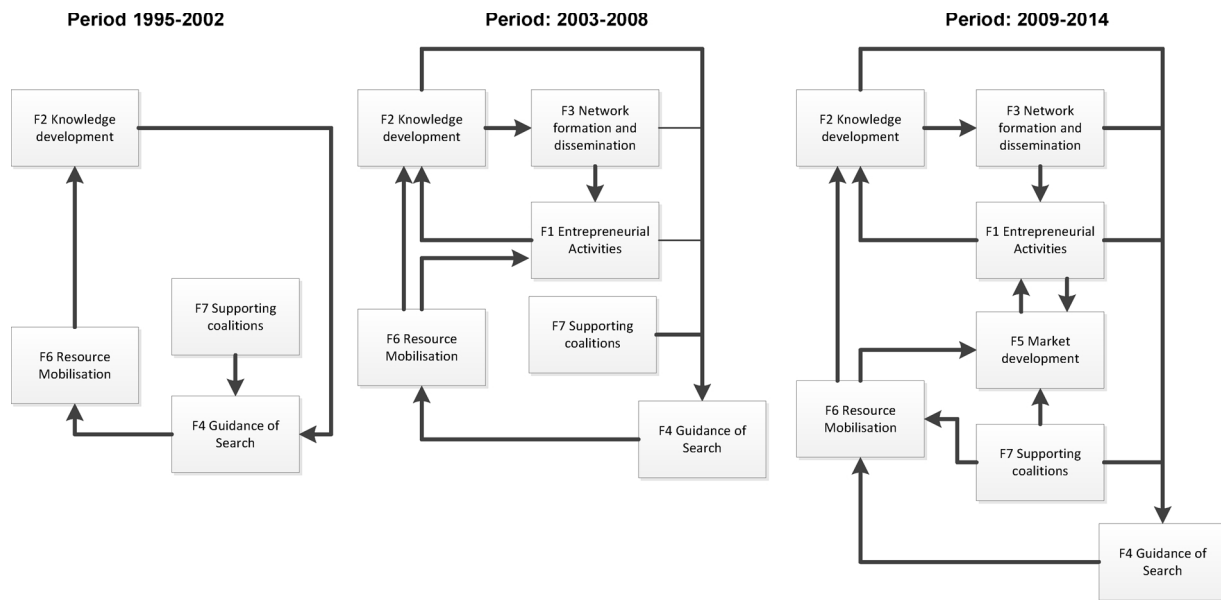 Period 1995-2002
F2 Knowledge
development
F7 Supporting
coalitions
F6 Resource
Mobilisation
F4 Guidance of
Search
Period: 2003-2008
F2 Knowledge
development
F3 Network
formation and
dissemination
F1 Entrepreneurial
Activities
F7 Supporting
coalitions
F6 Resource
Mobilisation
F4 Guidance of
Search
Period: 2009-2014
F2 Knowledge
development
F3 Network
formation and
dissemination
F1 Entrepreneurial
Activities
F5 Market
development
F6 Resource
Mobilisation
F7 Supporting
coalitions
F4 Guidance of
Search